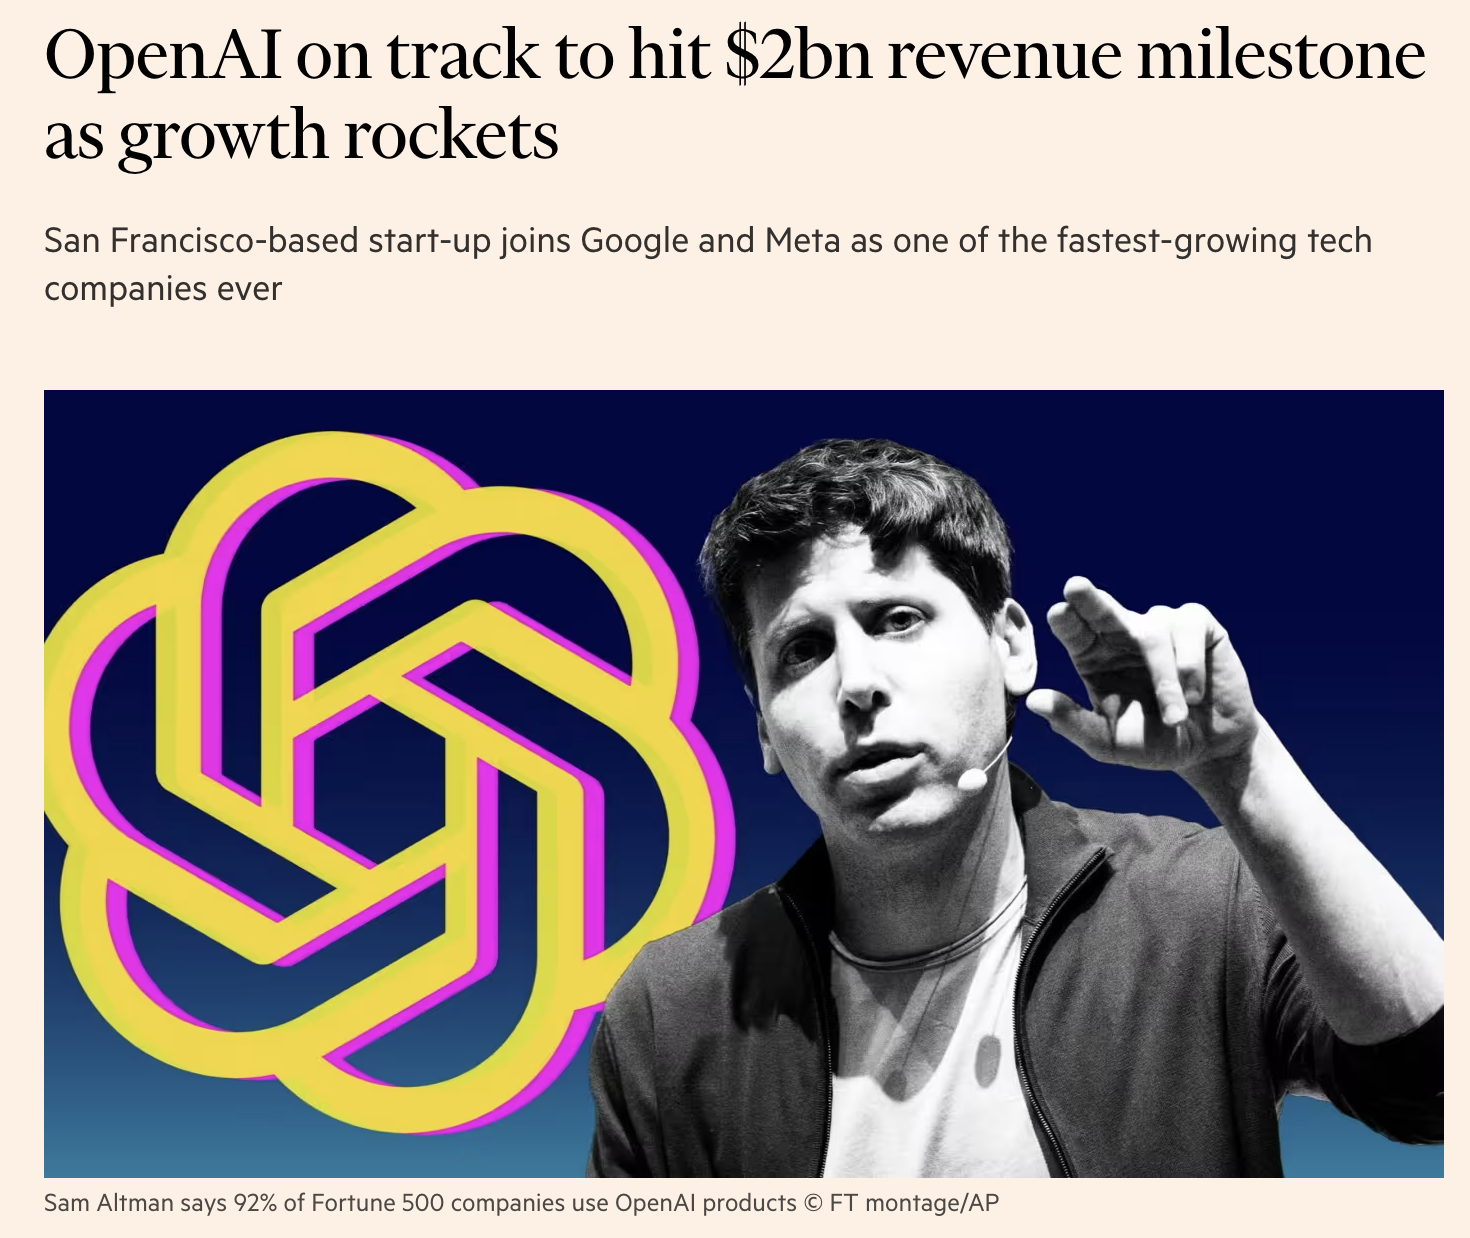 OpenAI on track to hit $2bn revenue milestone
as growth rockets
San Francisco-based start-up joins Google and Meta as one of the fastest-growing tech
companies ever
Sam Altman says 92% of Fortune 500 companies use OpenAI products © FT montage/AP